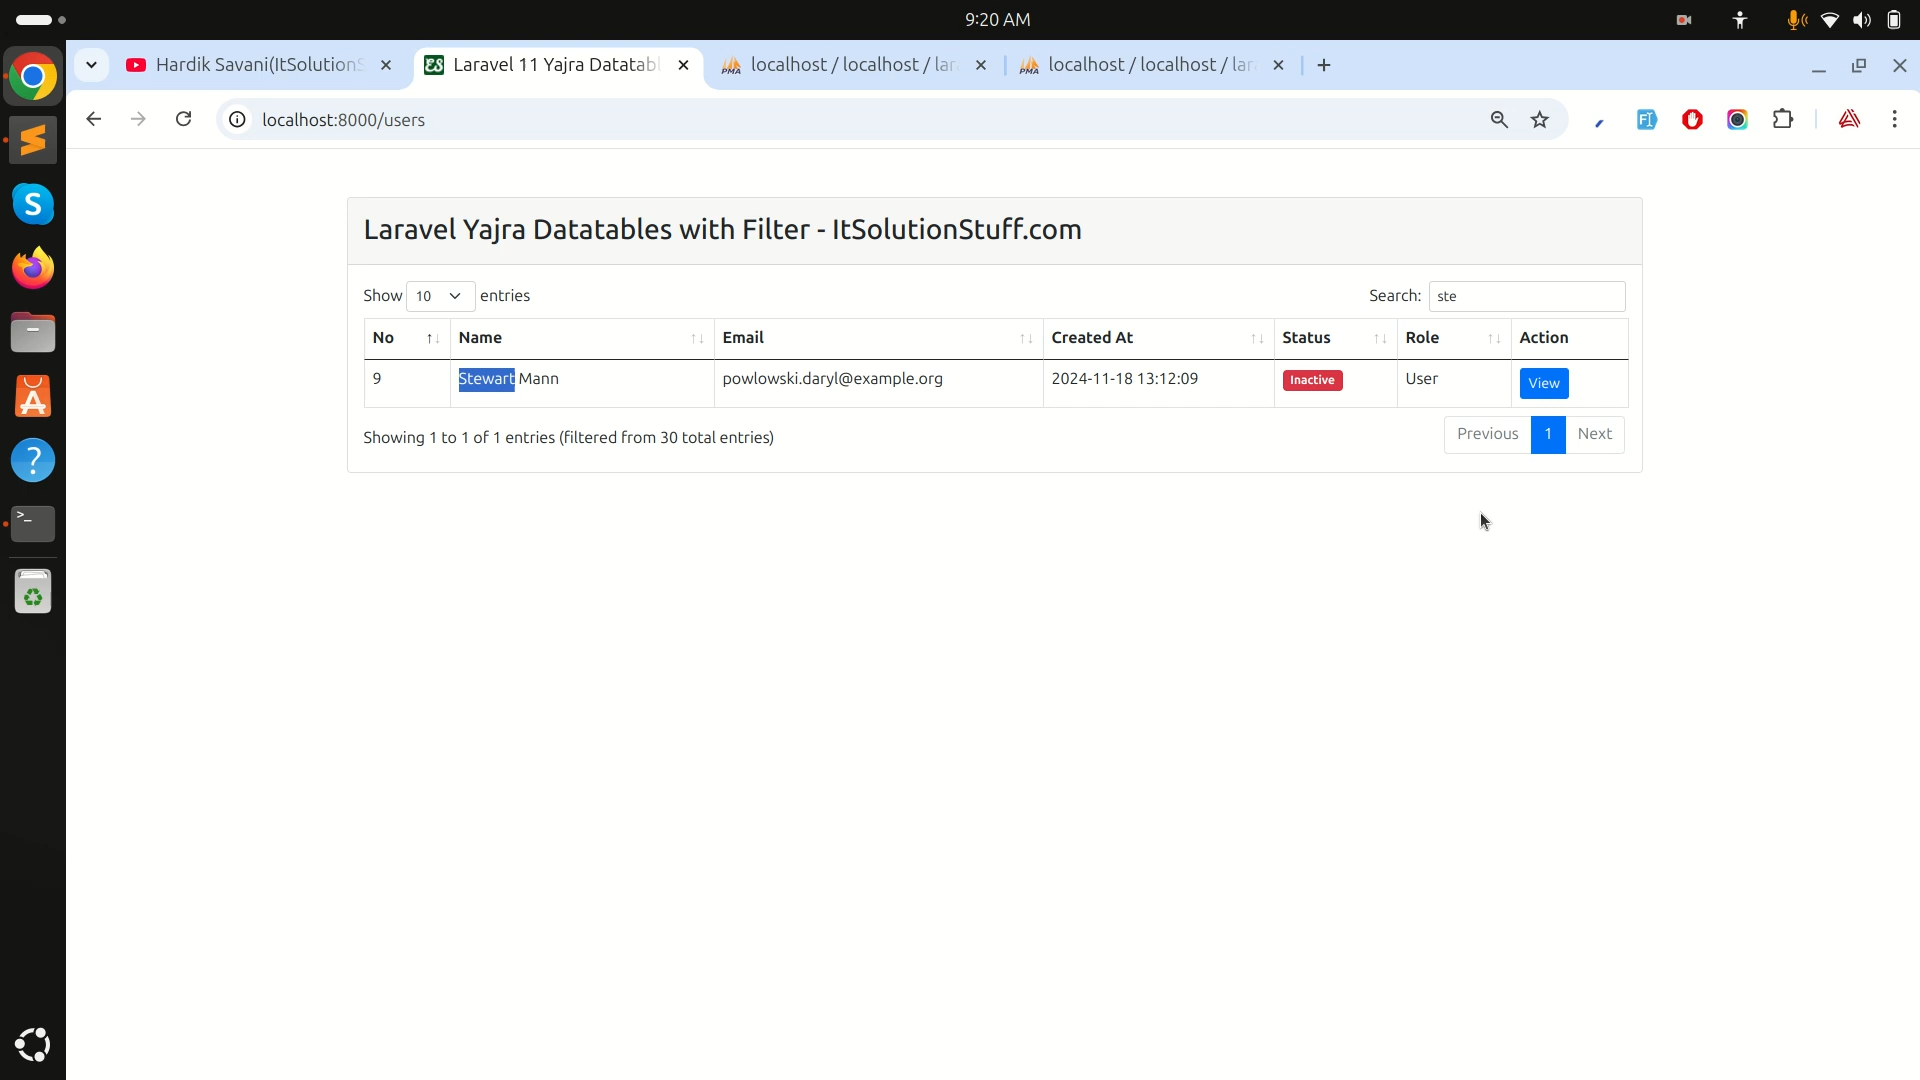 9:20 AM
Hardik Savani(ItSolutionS
Laravel 11 Yajra Datatabl
localhost / localhost / lar
localhost / localhost / lar
localhost:8000/users
Laravel Yajra Datatables with Filter - ItSolutionStuff.com
Show 10 entries
Search: ste
No Name Email Created At Status Role Action
9 Stewart Mann powlowski.daryl@example.org 2024-11-18 13:12:09 Inactive User View
Showing 1 to 1 of 1 entries (filtered from 30 total entries)
Previous 1 Next